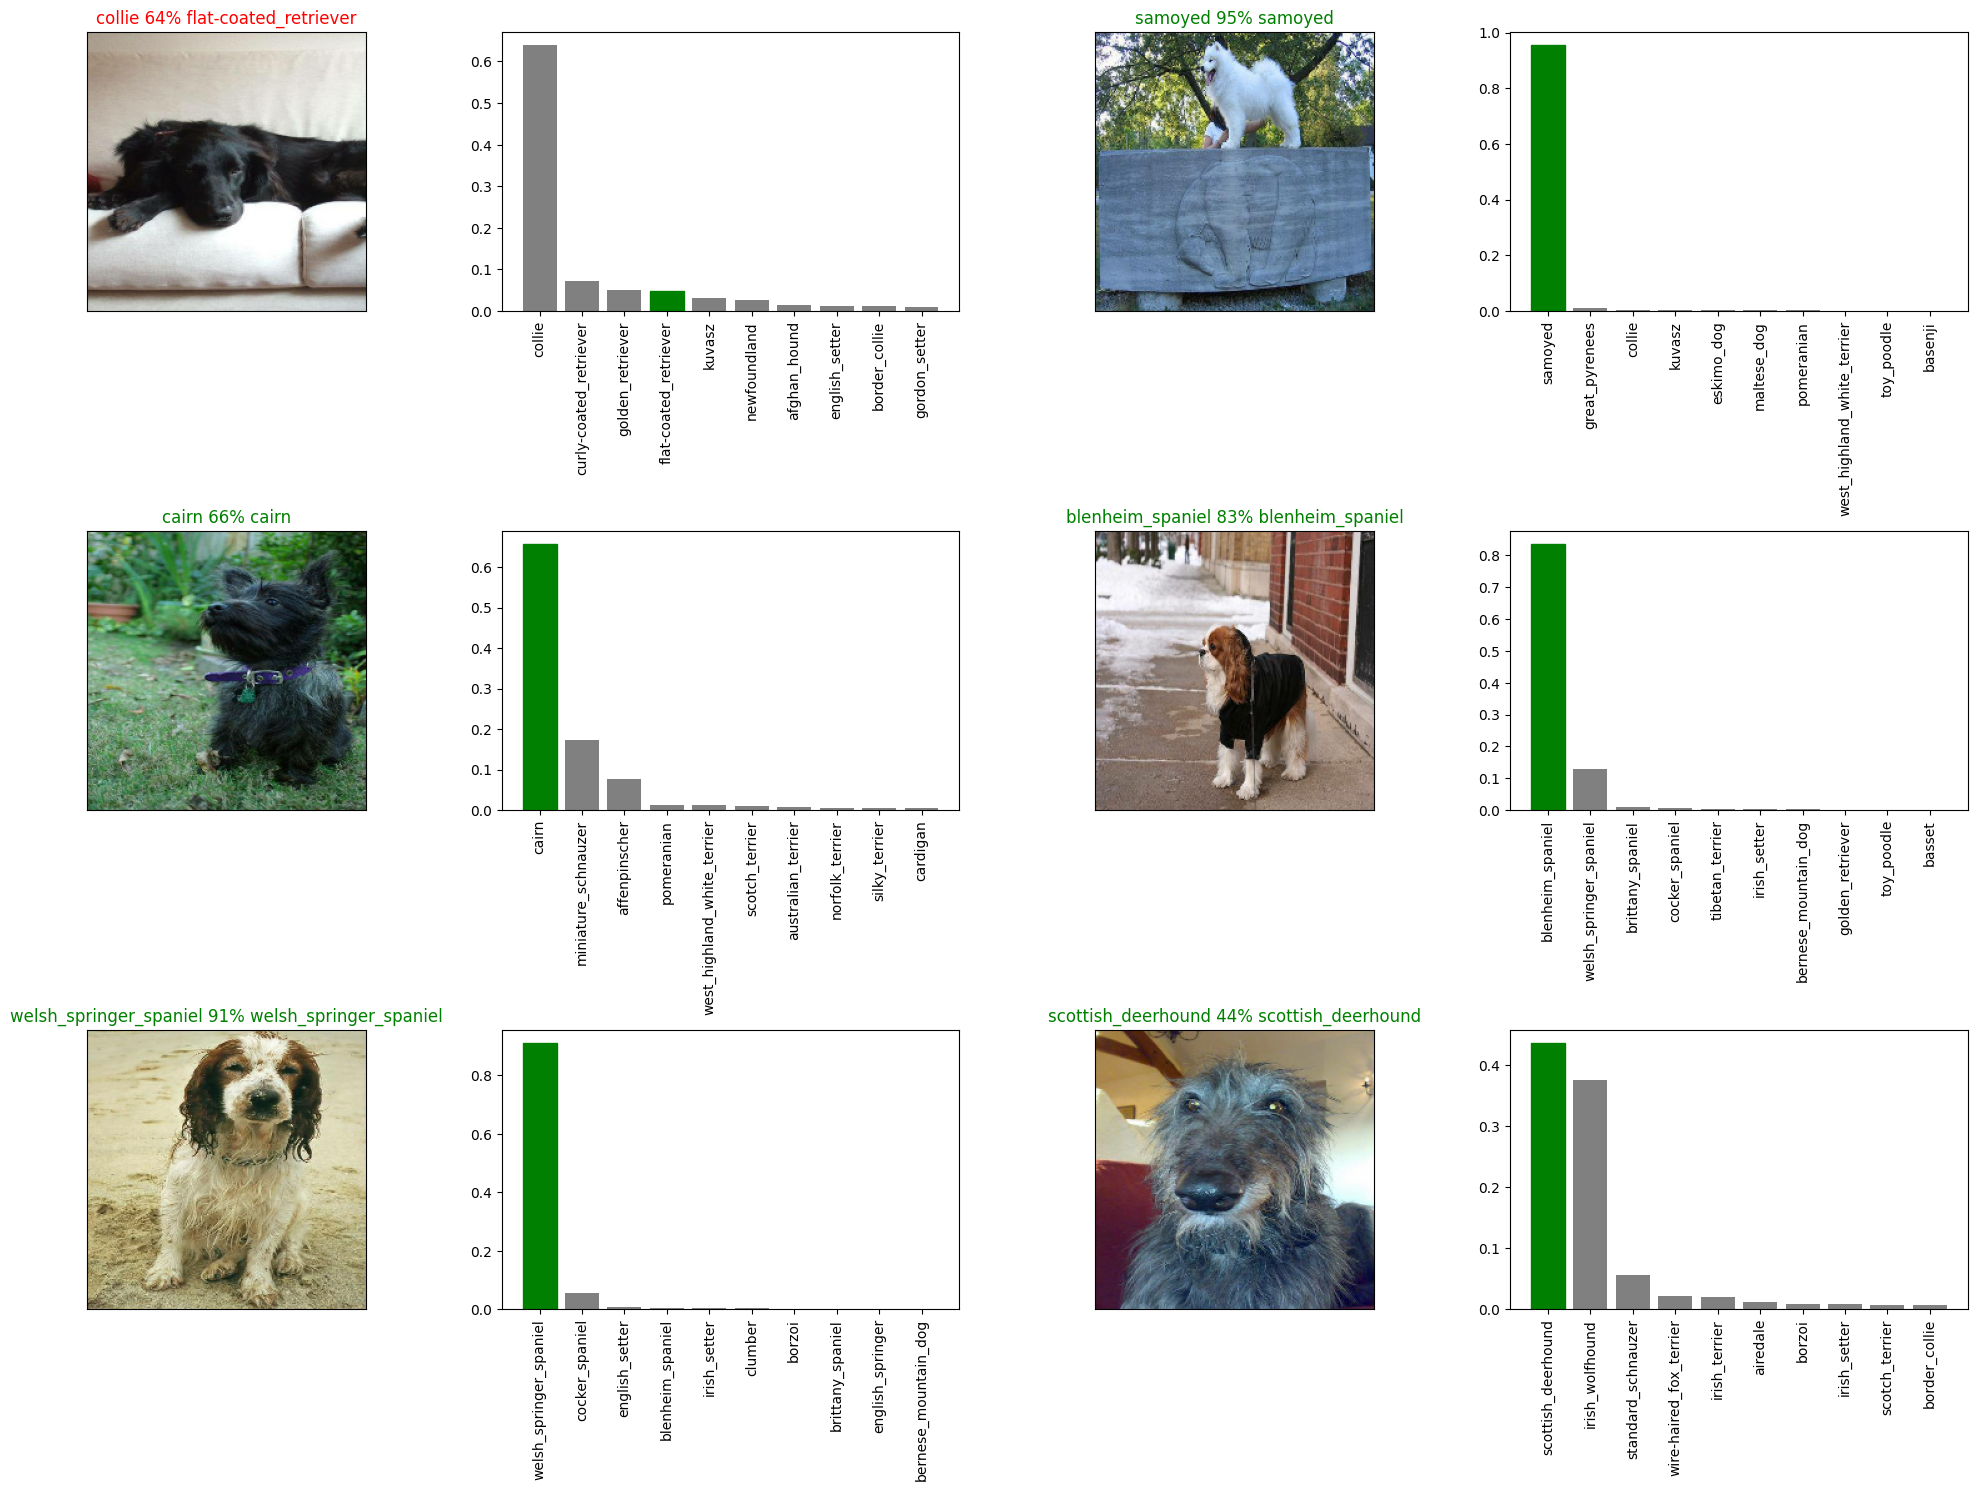 collie 64% flat-coated_retriever
0.6
0.5
0.4
0.3
0.2
0.1
0.0
collie
curly-coated_retriever
golden_retriever
flat-coated_retriever
kuvasz
newfoundland
afghan_hound
english_setter
border_collie
gordon_setter
samoyed 95% samoyed
1.0
0.8
0.6
0.4
0.2
0.0
samoyed
great_pyrenees
collie
kuvasz
eskimo_dog
maltese_dog
pomeranian
west_highland_white_terrier
toy_poodle
basenji
cairn 66% cairn
0.6
0.5
0.4
0.3
0.2
0.1
0.0
cairn
miniature_schnauzer
affenpinscher
pomeranian
west_highland_white_terrier
scotch_terrier
australian_terrier
norfolk_terrier
silky_terrier
cardigan
blenheim_spaniel 83% blenheim_spaniel
0.8
0.7
0.6
0.5
0.4
0.3
0.2
0.1
0.0
blenheim_spaniel
welsh_springer_spaniel
brittany_spaniel
cocker_spaniel
tibetan_terrier
irish_setter
bernese_mountain_dog
golden_retriever
toy_poodle
basset
welsh_springer_spaniel 91% welsh_springer_spaniel
0.8
0.6
0.4
0.2
0.0
welsh_springer_spaniel
cocker_spaniel
english_setter
blenheim_spaniel
irish_setter
clumber
borzoi
brittany_spaniel
english_springer
bernese_mountain_dog
scottish_deerhound 44% scottish_deerhound
0.4
0.3
0.2
0.1
0.0
scottish_deerhound
irish_wolfhound
standard_schnauzer
wire-haired_fox_terrier
irish_terrier
airedale
borzoi
irish_setter
scotch_terrier
border_collie